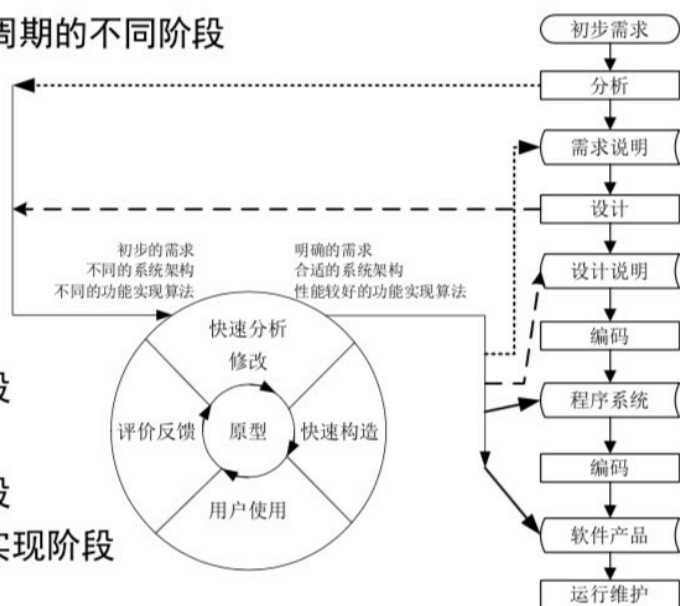 周期的不同阶段
初步需求
分析
需求说明
设计
初步的需求
不同的系统架构
不同的功能实现算法
明确的需求
合适的系统架构
性能较好的功能实现算法
设计说明
快速分析
修改
编码
段
评价反馈
原型
快速构造
程序系统
编码
段
用户使用
实现阶段
软件产品
运行维护